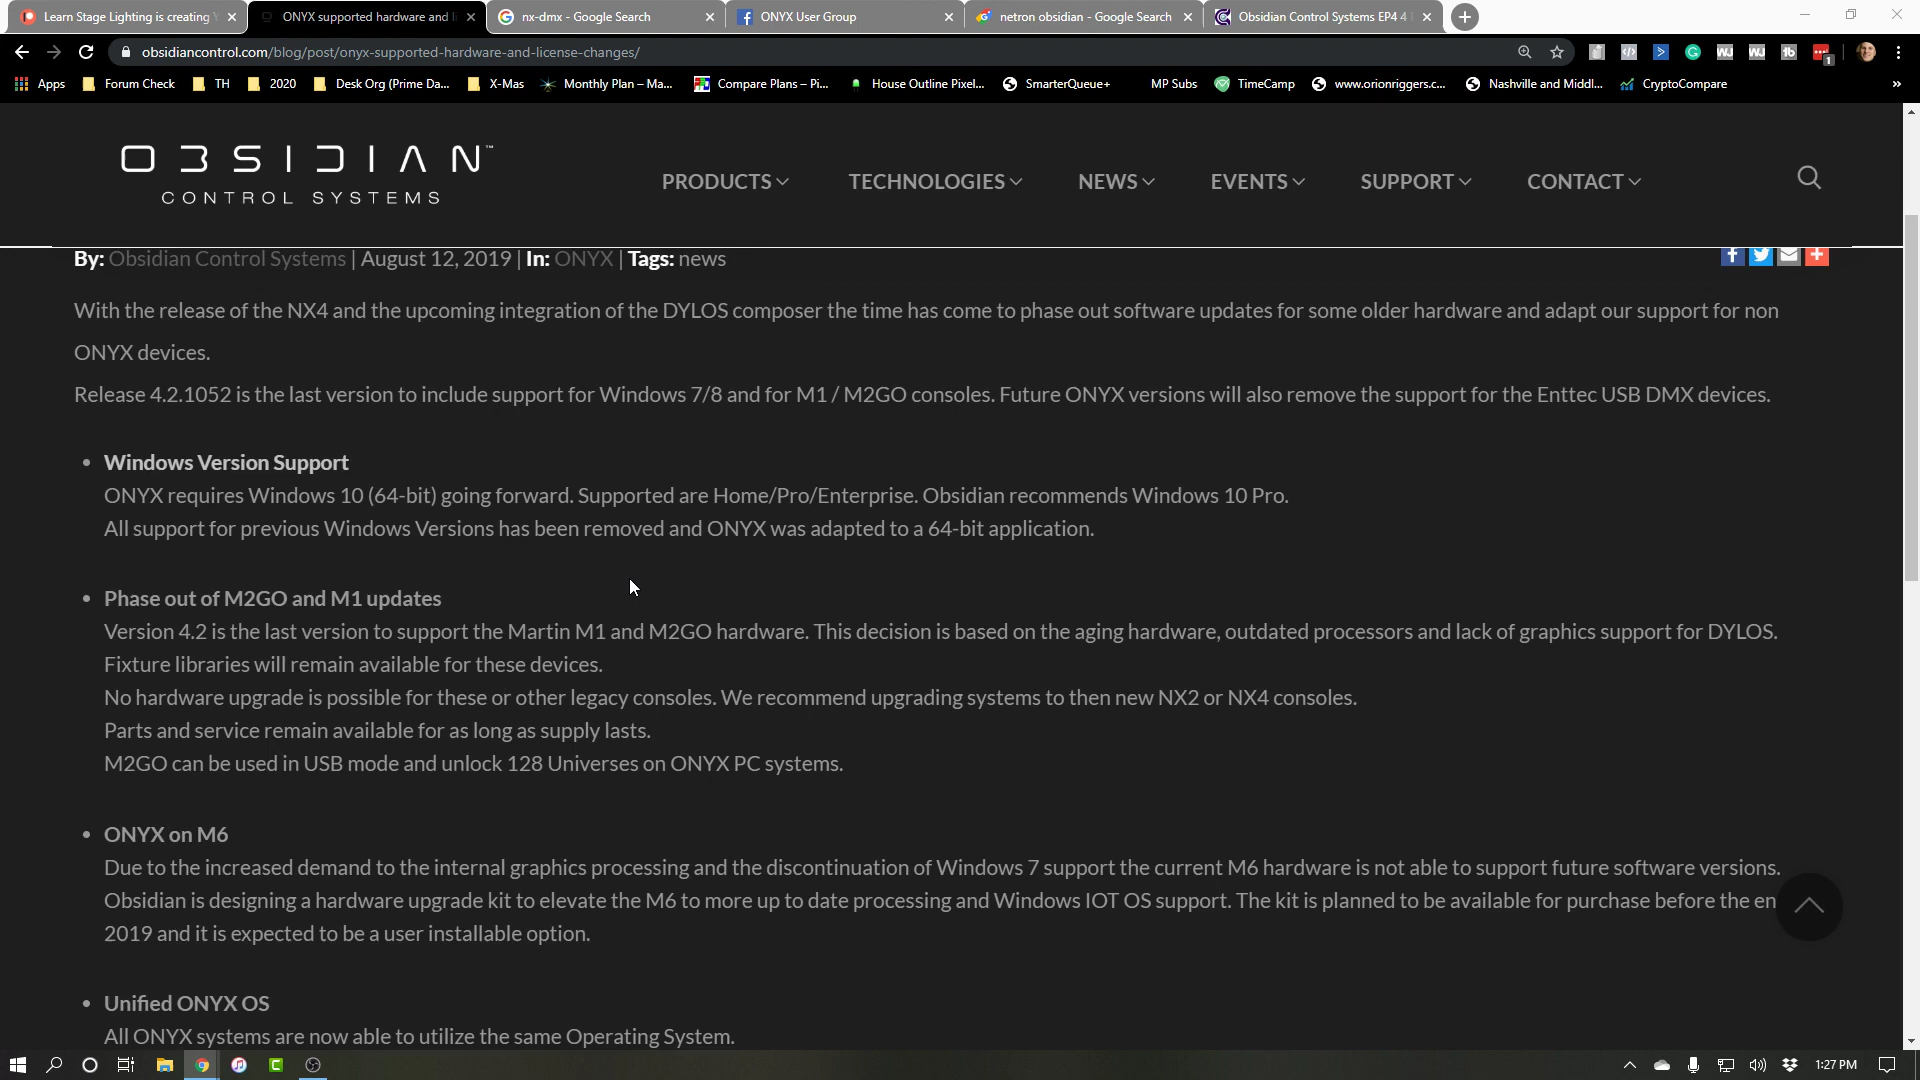 Learn Stage Lighting is creating
ONYX supported hardware and li
nx-dmx - Google Search
ONYX User Group
netron obsidian - Google Search
Obsidian Control Systems EP4 4
obsidiancontrol.com/blog/post/onyx-supported-hardware-and-license-changes/
Apps Forum Check TH 2020 Desk Org (Prime Da... X-Mas Monthly Plan – Ma... Compare Plans – Pi... House Outline Pixel... SmarterQueue+ MP Subs TimeCamp www.orionriggers.c... Nashville and Middl... CryptoCompare »
OBSIDIAN™
CONTROL SYSTEMS
PRODUCTS TECHNOLOGIES NEWS EVENTS SUPPORT CONTACT
By: Obsidian Control Systems | August 12, 2019 | In: ONYX | Tags: news
With the release of the NX4 and the upcoming integration of the DYLOS composer the time has come to phase out software updates for some older hardware and adapt our support for non
ONYX devices.
Release 4.2.1052 is the last version to include support for Windows 7/8 and for M1 / M2GO consoles. Future ONYX versions will also remove the support for the Enttec USB DMX devices.
• Windows Version Support
ONYX requires Windows 10 (64-bit) going forward. Supported are Home/Pro/Enterprise. Obsidian recommends Windows 10 Pro.
All support for previous Windows Versions has been removed and ONYX was adapted to a 64-bit application.
• Phase out of M2GO and M1 updates
Version 4.2 is the last version to support the Martin M1 and M2GO hardware. This decision is based on the aging hardware, outdated processors and lack of graphics support for DYLOS.
Fixture libraries will remain available for these devices.
No hardware upgrade is possible for these or other legacy consoles. We recommend upgrading systems to then new NX2 or NX4 consoles.
Parts and service remain available for as long as supply lasts.
M2GO can be used in USB mode and unlock 128 Universes on ONYX PC systems.
• ONYX on M6
Due to the increased demand to the internal graphics processing and the discontinuation of Windows 7 support the current M6 hardware is not able to support future software versions.
Obsidian is designing a hardware upgrade kit to elevate the M6 to more up to date processing and Windows IOT OS support. The kit is planned to be available for purchase before the en
2019 and it is expected to be a user installable option.
• Unified ONYX OS
All ONYX systems are now able to utilize the same Operating System.
1:27 PM